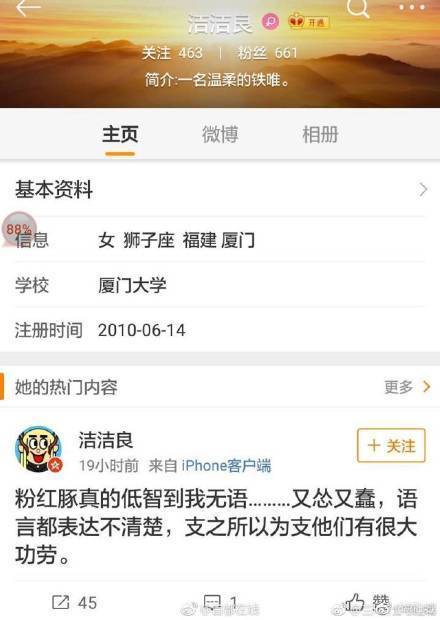 洁洁良
开通
关注 463 | 粉丝 661
简介:一名温柔的铁唯。
主页 微博 相册
基本资料
88%
信息 女 狮子座 福建 厦门
学校 厦门大学
注册时间 2010-06-14
她的热门内容 更多
洁洁良
+关注
19小时前 来自 iPhone客户端
粉红豚真的低智到我无语………又怂又蠢，语
言都表达不清楚，支之所以为支他们有很大
功劳。
45 1 赞